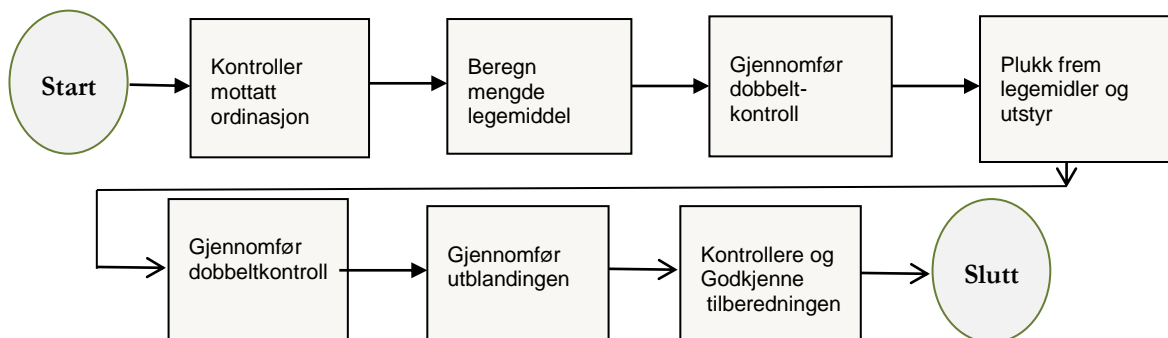 Start
Kontroller
mottatt
ordinasjon
Beregn
mengde
legemiddel
Gjennomfør
dobbelt-
kontroll
Plukk frem
legemidler og
utstyr
Gjennomfør
dobbeltkontroll
Gjennomfør
utblandingen
Kontrollere og
Godkjenne
tilberedningen
Slutt